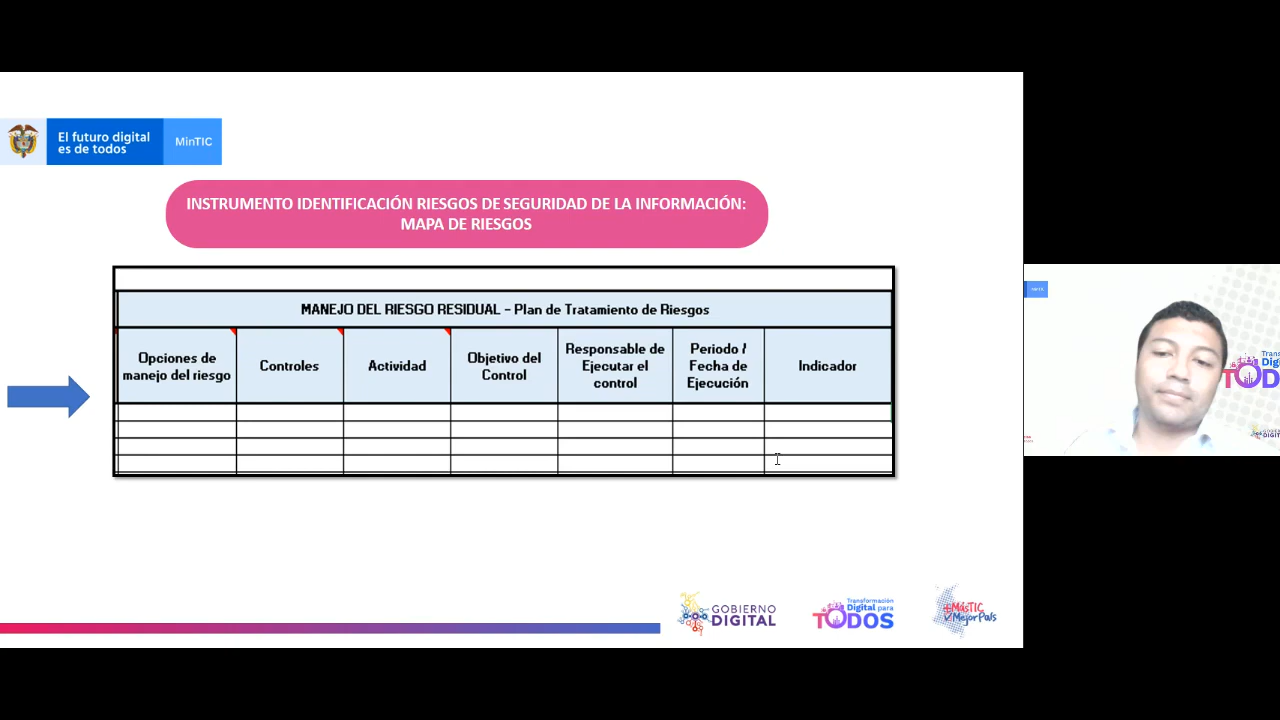 El futuro digital
es de todos
MinTIC
INSTRUMENTO IDENTIFICACIÓN RIESGOS DE SEGURIDAD DE LA INFORMACIÓN:
MAPA DE RIESGOS
MANEJO DEL RIESGO RESIDUAL - Plan de Tratamiento de Riesgos
Opciones de
manejo del riesgo
Controles
Actividad
Objetivo del
Control
Responsable de
Ejecutar el
control
Periodo /
Fecha de
Ejecución
Indicador
GOBIERNO
DIGITAL
Transformación
Digital para
TODOS
+MásTIC
MejorPaís